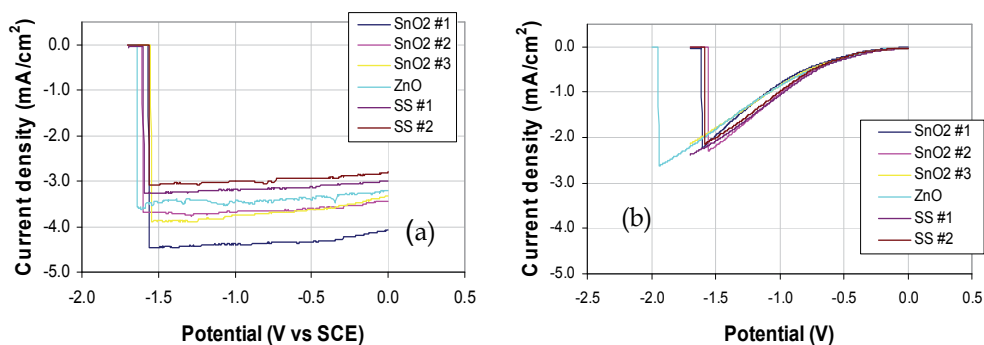 0.0
-1.0
-2.0
-3.0
-4.0
-5.0
-2.0 -1.5 -1.0 -0.5 0.0 0.5
Current density (mA/cm²)
Potential (V vs SCE)
SnO2 #1
SnO2 #2
SnO2 #3
ZnO
SS #1
SS #2
(a)
0.0
-1.0
-2.0
-3.0
-4.0
-5.0
-2.0 -1.5 -1.0 -0.5 0.0 0.5
Current density (mA/cm²)
Potential (V)
SnO2 #1
SnO2 #2
SnO2 #3
ZnO
SS #1
SS #2
(b)